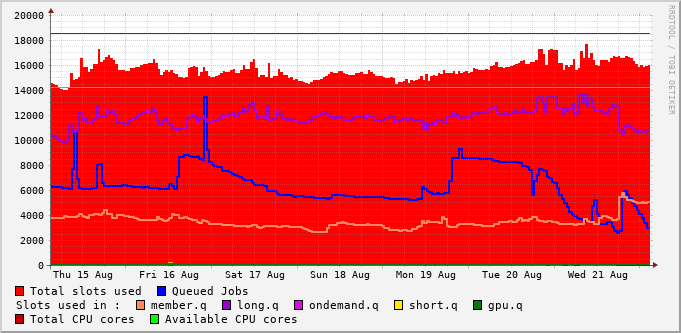 RRDTOOL / TOBI OETIKER
20000
18000
16000
14000
12000
10000
8000
6000
4000
2000
0
Thu 15 Aug Fri 16 Aug Sat 17 Aug Sun 18 Aug Mon 19 Aug Tue 20 Aug Wed 21 Aug
Total slots used Queued Jobs
Slots used in : member.q long.q ondemand.q short.q gpu.q
Total CPU cores Available CPU cores